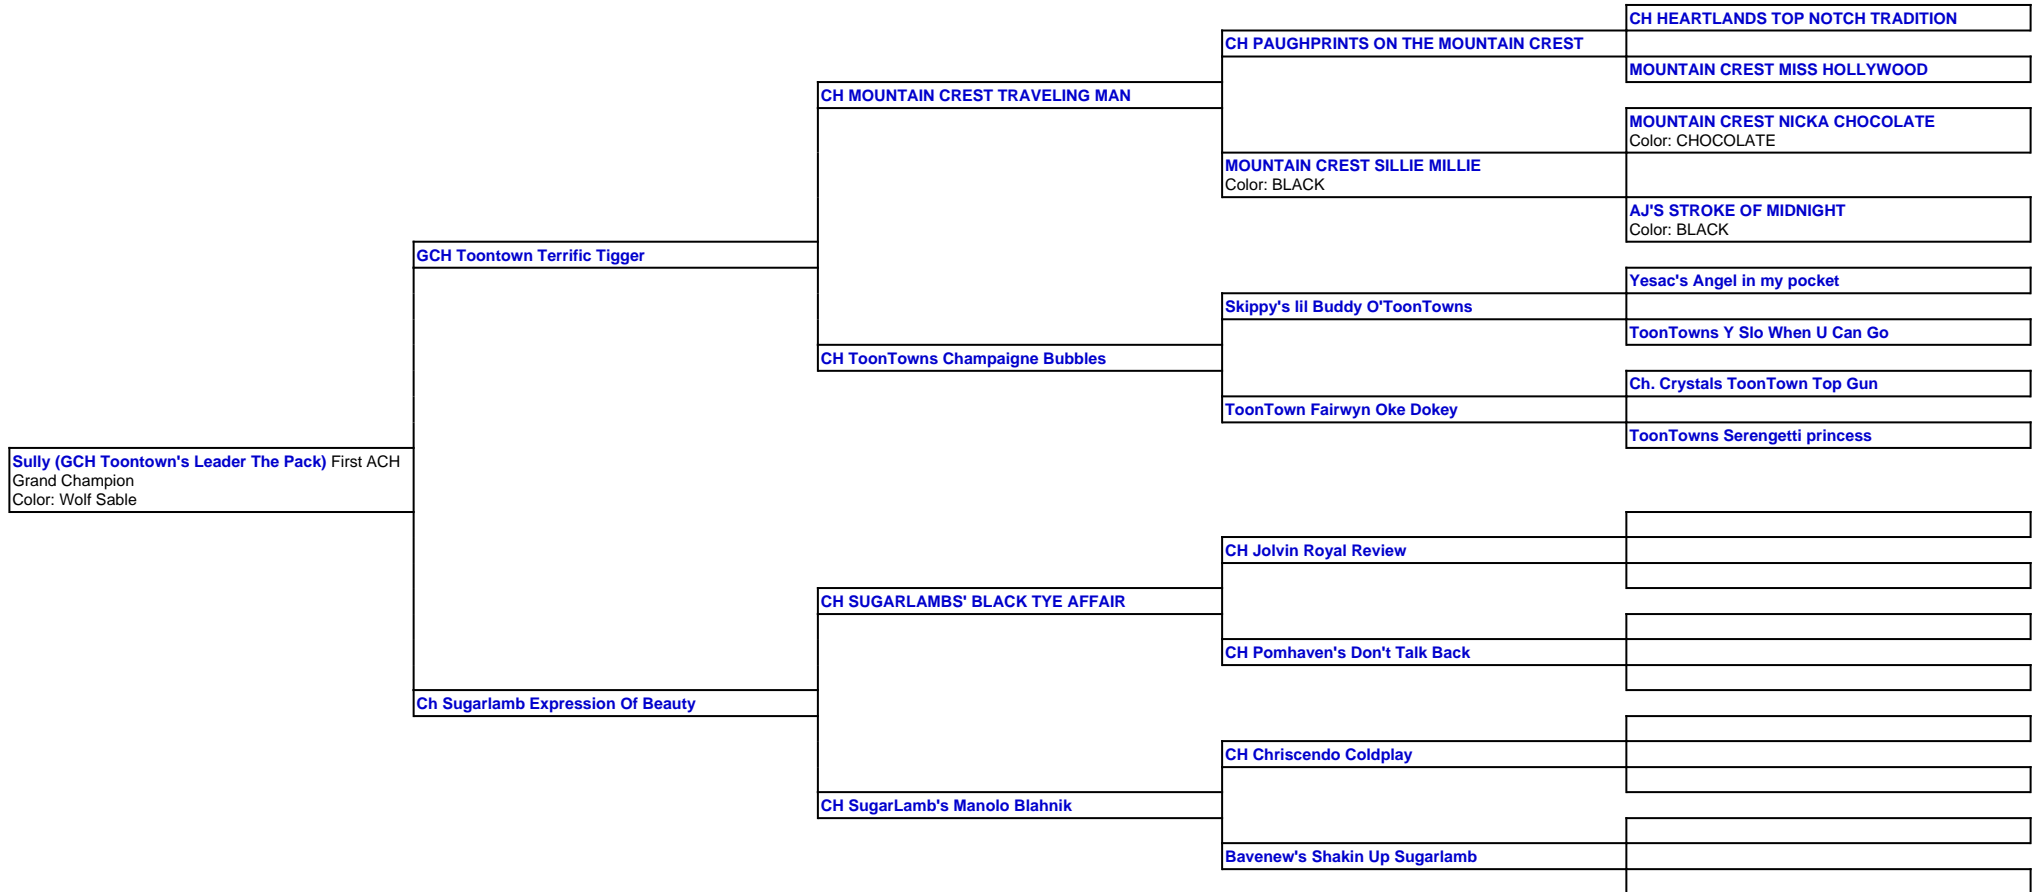 CH HEARTLANDS TOP NOTCH TRADITION
CH PAUGHPRINTS ON THE MOUNTAIN CREST
MOUNTAIN CREST MISS HOLLYWOOD
CH MOUNTAIN CREST TRAVELING MAN
MOUNTAIN CREST NICKA CHOCOLATE
Color: CHOCOLATE
MOUNTAIN CREST SILLIE MILLIE
Color: BLACK
AJ'S STROKE OF MIDNIGHT
Color: BLACK
GCH Toontown Terrific Tigger
Yesac's Angel in my pocket
Skippy's lil Buddy O'ToonTowns
ToonTowns Y Slo When U Can Go
CH ToonTowns Champaigne Bubbles
Ch. Crystals ToonTown Top Gun
ToonTown Fairwyn Oke Dokey
ToonTowns Serengetti princess
Sully (GCH Toontown's Leader The Pack) First ACH
Grand Champion
Color: Wolf Sable
CH Jolvin Royal Review
CH SUGARLAMBS' BLACK TYE AFFAIR
CH Pomhaven's Don't Talk Back
Ch Sugarlamb Expression Of Beauty
CH Chriscendo Coldplay
CH SugarLamb's Manolo Blahnik
Bavenew's Shakin Up Sugarlamb